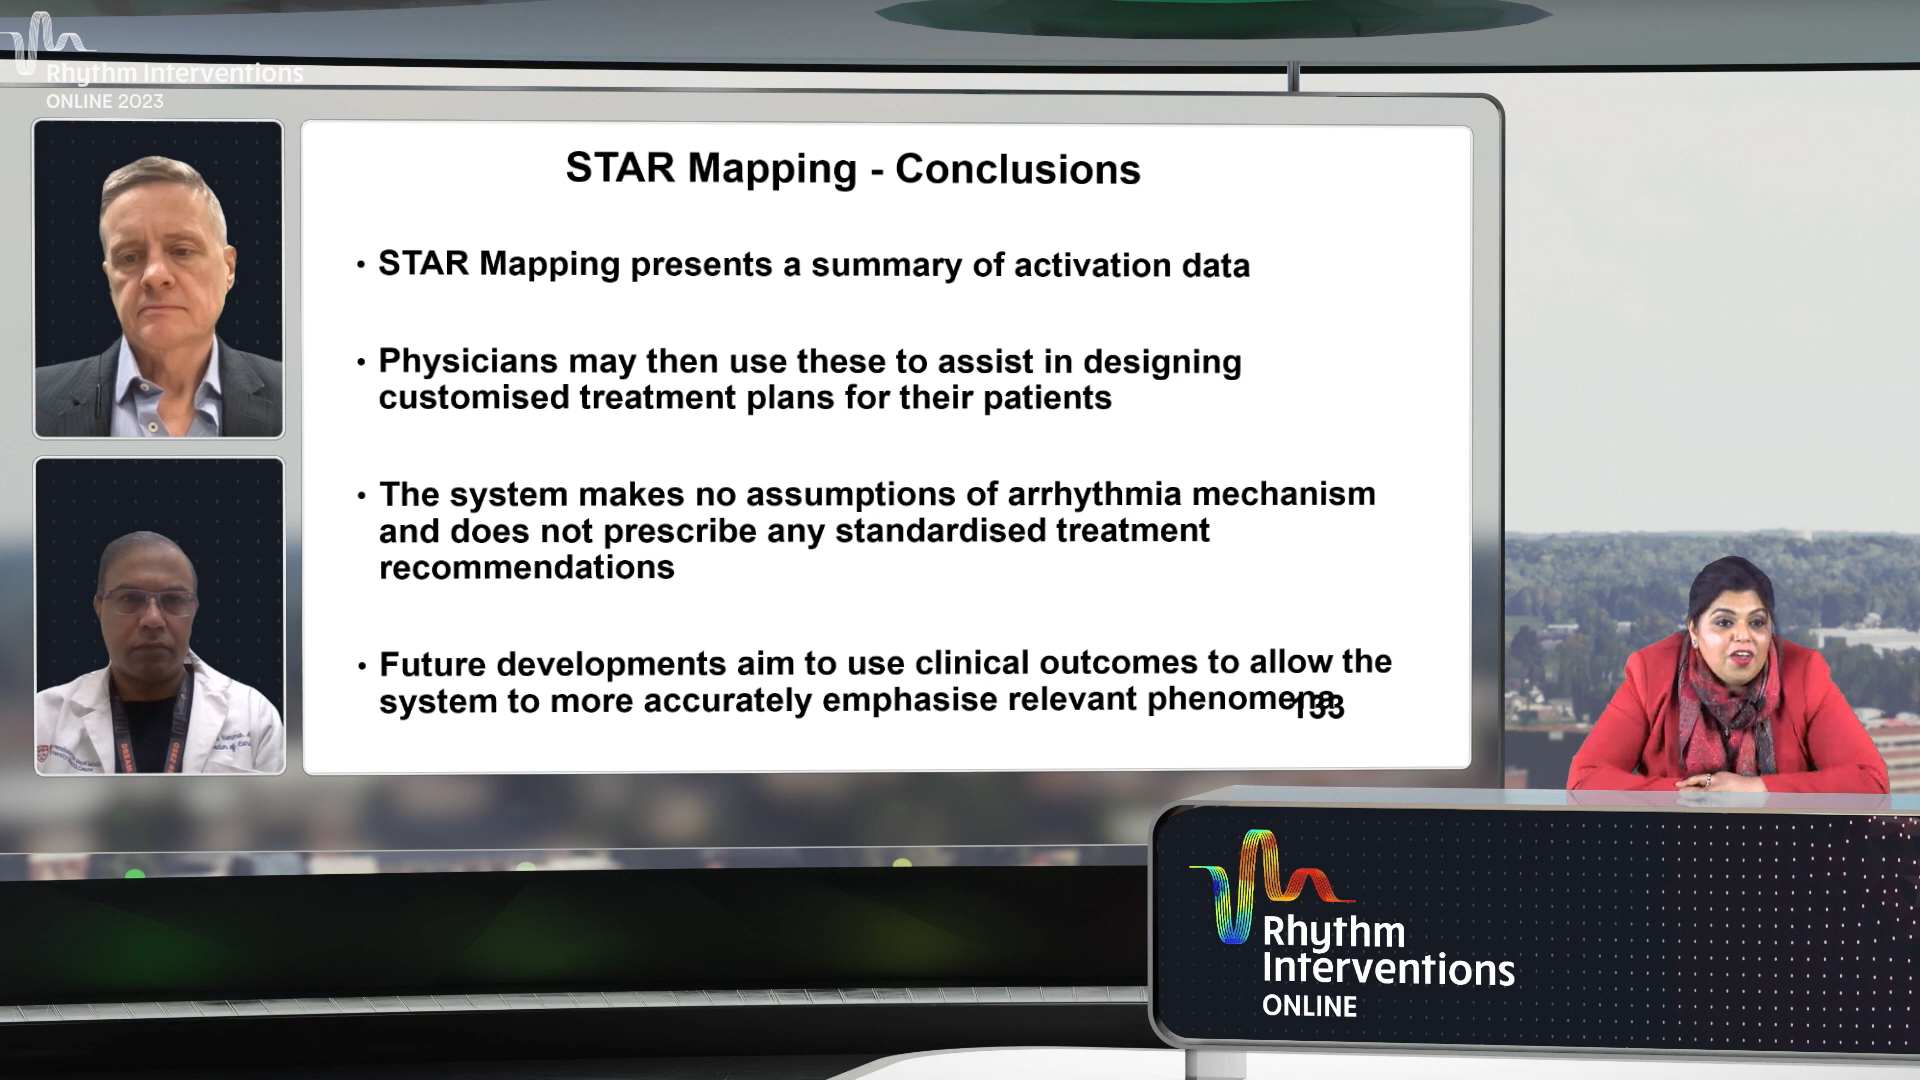 Rhythm Interventions
ONLINE 2023
STAR Mapping - Conclusions
• STAR Mapping presents a summary of activation data
• Physicians may then use these to assist in designing
customised treatment plans for their patients
• The system makes no assumptions of arrhythmia mechanism
and does not prescribe any standardised treatment
recommendations
• Future developments aim to use clinical outcomes to allow the
system to more accurately emphasise relevant phenomena
133
Rhythm
Interventions
ONLINE